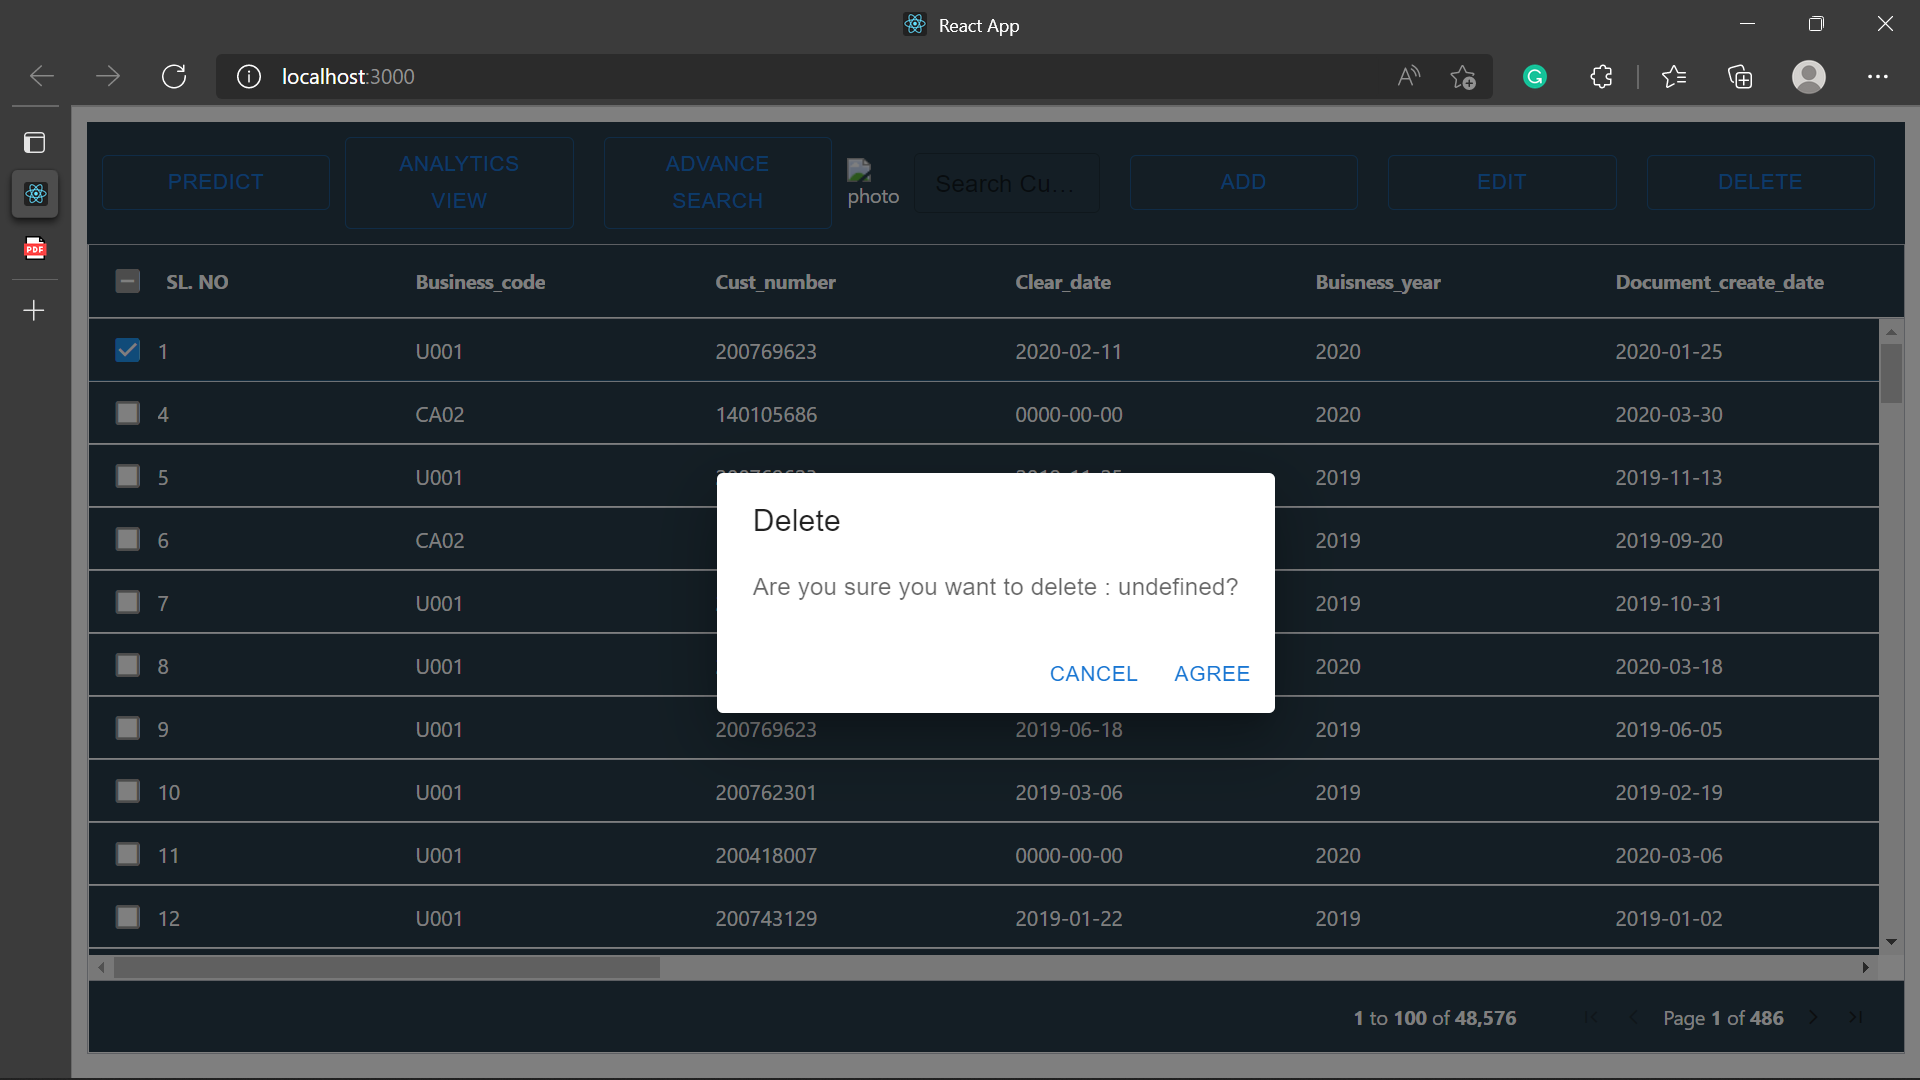 React App
localhost:3000
PREDICT
ANALYTICS
VIEW
ADVANCE
SEARCH
photo
Search Cu...
ADD
EDIT
DELETE
SL. NO Business_code Cust_number Clear_date Buisness_year Document_create_date
1 U001 200769623 2020-02-11 2020 2020-01-25
4 CA02 140105686 0000-00-00 2020 2020-03-30
5 U001 2019 2019-11-13
6 CA02 2019 2019-09-20
7 U001 2019 2019-10-31
8 U001 2020 2020-03-18
9 U001 200769623 2019-06-18 2019 2019-06-05
10 U001 200762301 2019-03-06 2019 2019-02-19
11 U001 200418007 0000-00-00 2020 2020-03-06
12 U001 200743129 2019-01-22 2019 2019-01-02
Delete
Are you sure you want to delete : undefined?
CANCEL AGREE
1 to 100 of 48,576 Page 1 of 486
PDF